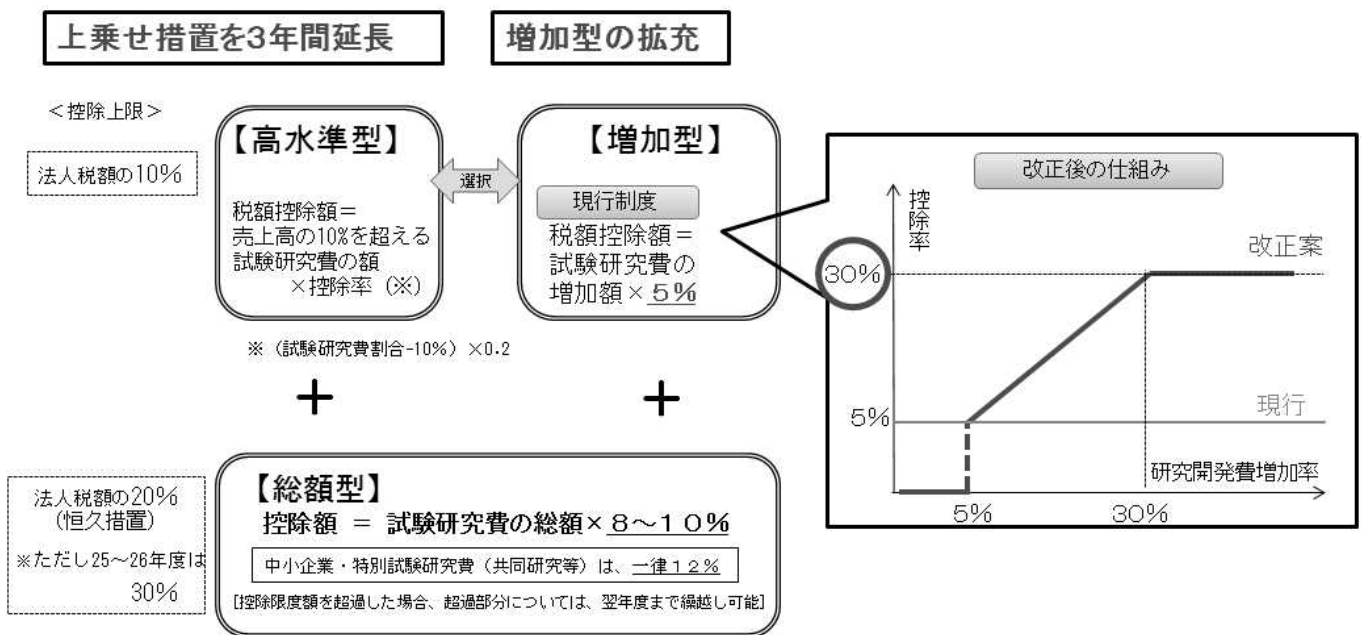 上乗せ措置を3年間延長
増加型の拡充
＜控除上限＞
法人税額の10%
【高水準型】
税額控除額＝
売上高の10%を超える
試験研究費の額
×控除率（※）
選択
【増加型】
現行制度
税額控除額＝
試験研究費の
増加額×5%
※（試験研究費割合-10%）×0.2
＋
＋
改正後の仕組み
控除率
改正案
30%
現行
5%
研究開発費増加率
5%
30%
法人税額の20%
(恒久措置)
※ただし25～26年度は
30%
【総額型】
控除額 ＝ 試験研究費の総額×８～１０％
中小企業・特別試験研究費（共同研究等）は、一律１２％
[控除限度額を超過した場合、超過部分については、翌年度まで繰越し可能]